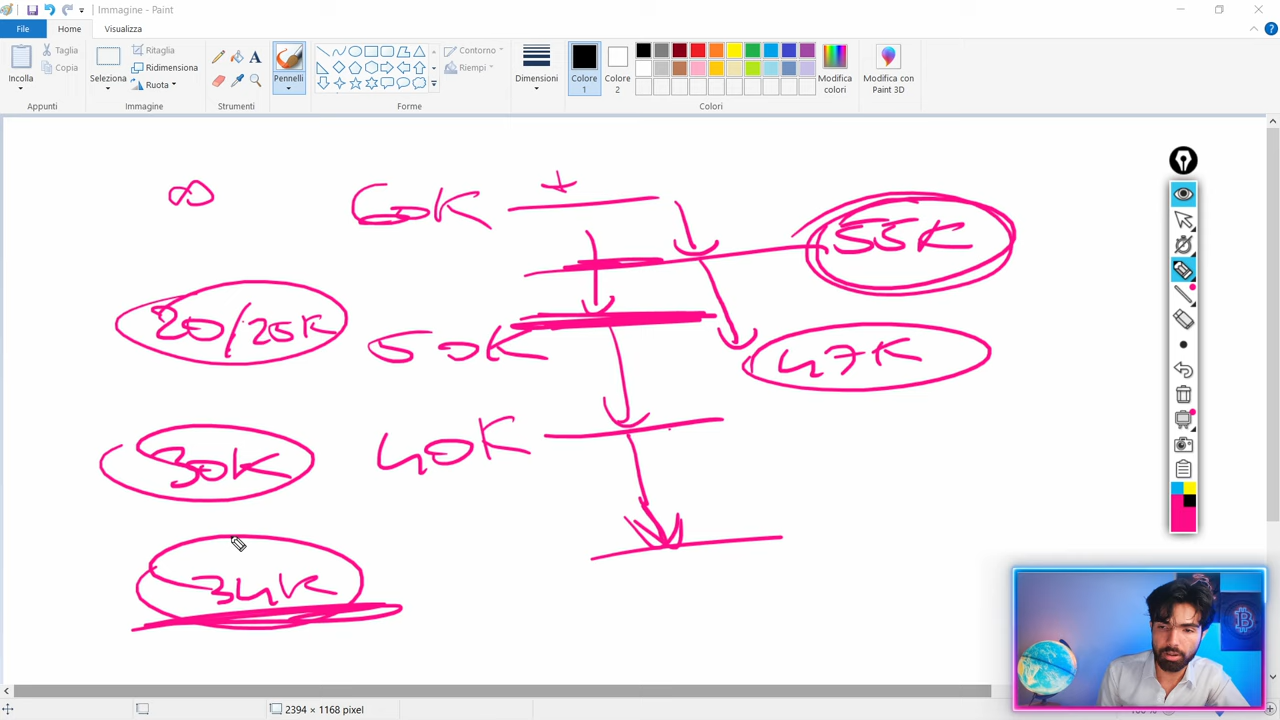 Immagine - Paint
File Home Visualizza
Incolla
Taglia
Copia
Appunti
Seleziona
Ritaglia
Ridimensiona
Ruota
Immagine
A
Strumenti
Pennelli
Contorno
Riempi
Forme
Dimensioni
Colore 1
Colore 2
Modifica colori
Colori
Modifica con Paint 3D
∞ 60K +
55K
20/25K 50K 47K
30K 40K
34K
2394 × 1168 pixel